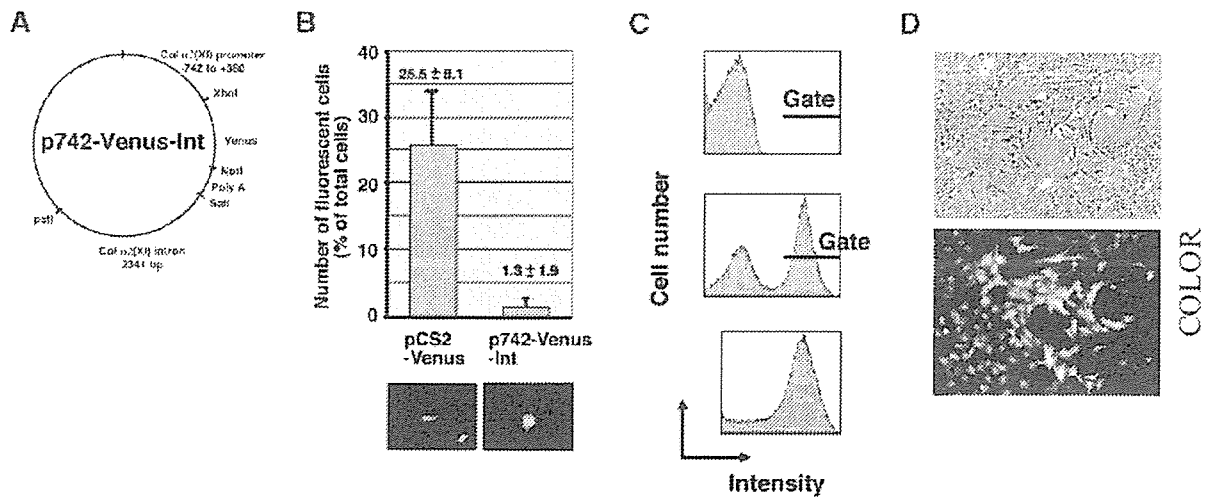 A
Col α2(XI) promoter
-742 to +380
XhoI
p742-Venus-Int
Venus
NotI
Poly A
SalI
pstI
Col α2(XI) intron
2341 bp
B
Number of fluorescent cells
(% of total cells)
40
30
20
10
0
25.5 ± 8.1
1.3 ± 1.9
pCS2
-Venus
p742-Venus
-Int
C
Cell number
Gate
Gate
Intensity
D
COLOR